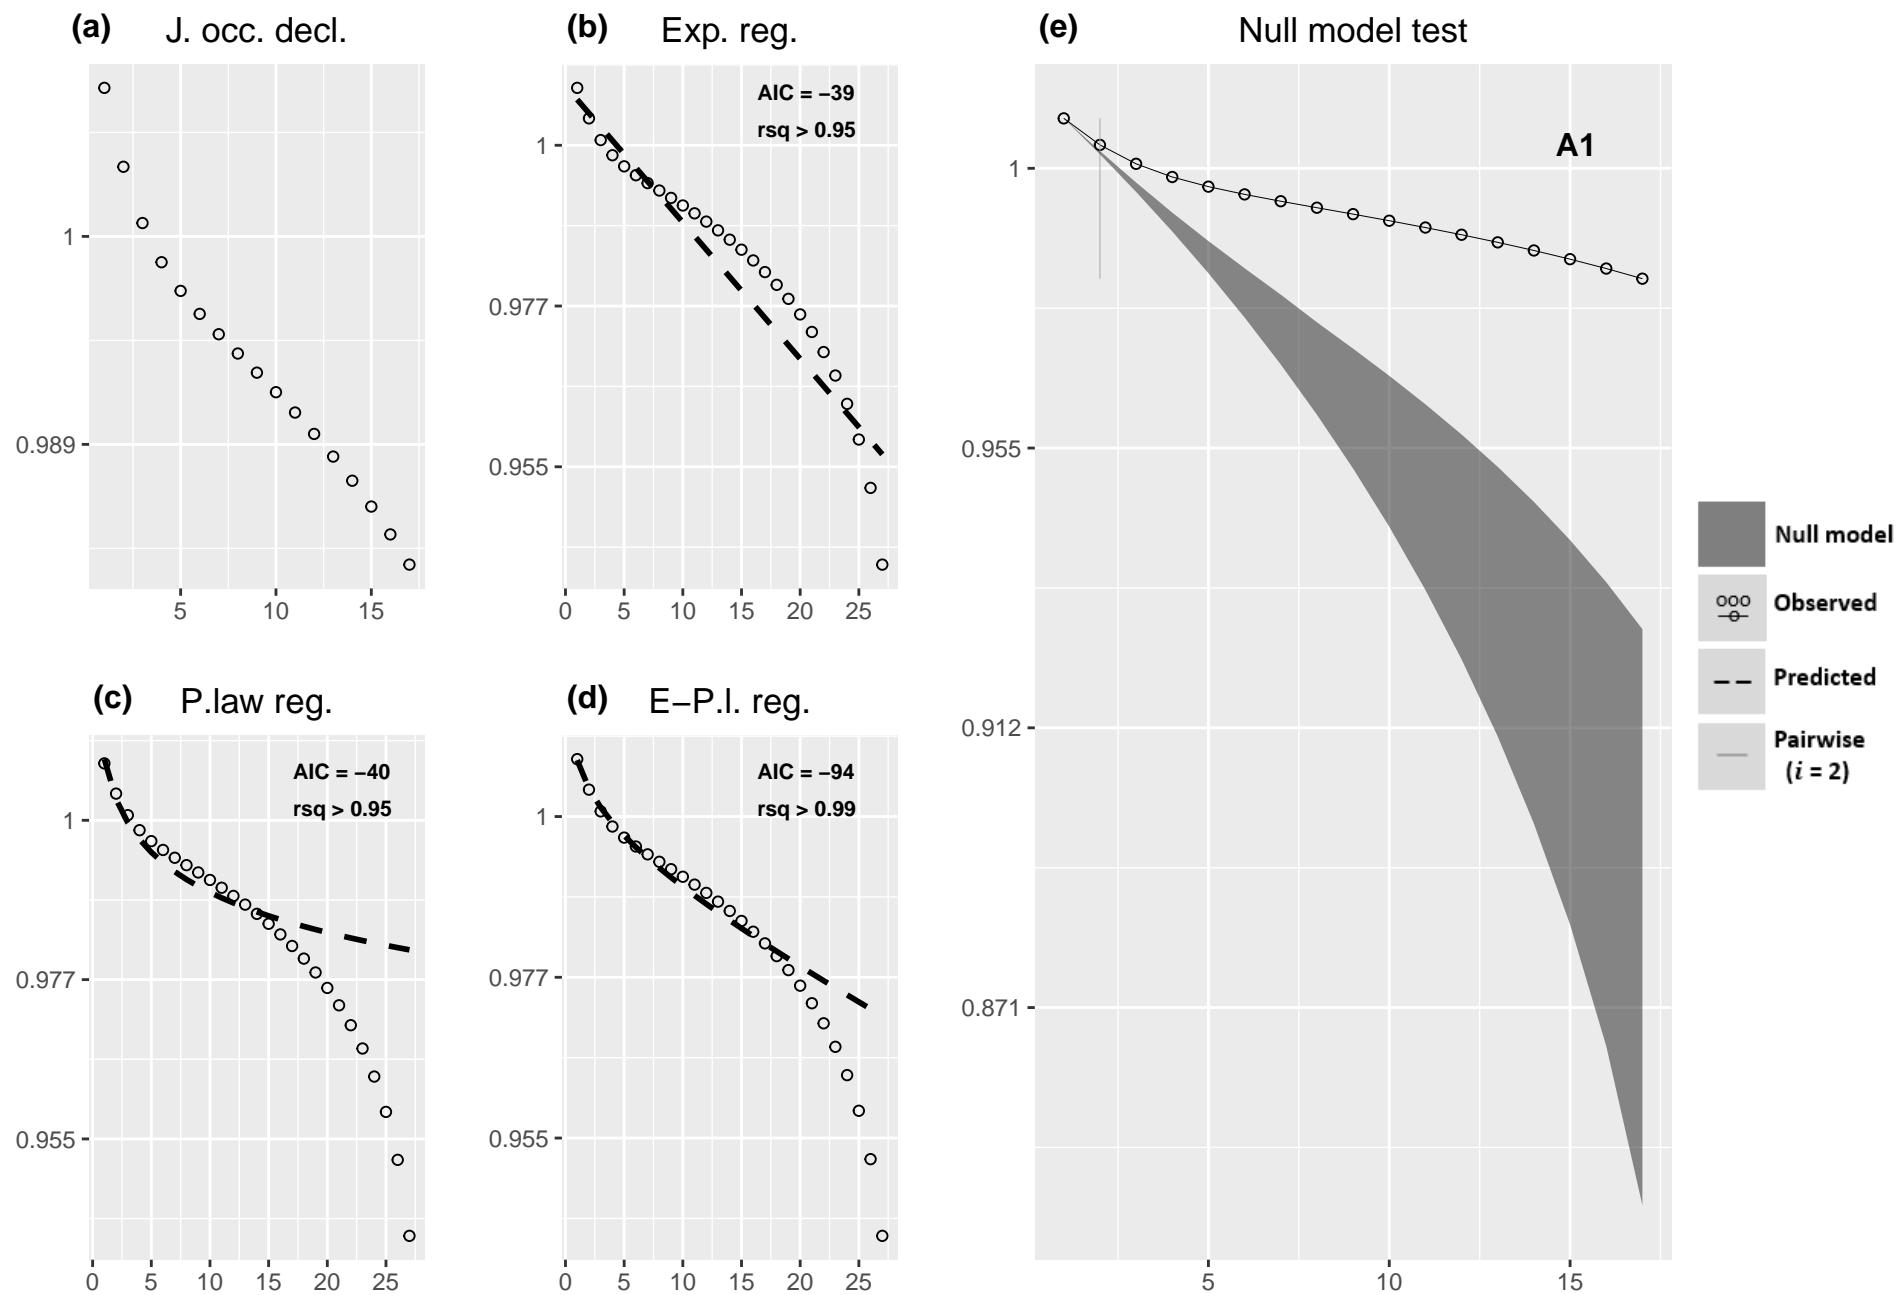 (a) J. occ. decl.
1
0.989
5 10 15
(b) Exp. reg.
AIC = −39
rsq > 0.95
1
0.977
0.955
0 5 10 15 20 25
(c) P.law reg.
AIC = −40
rsq > 0.95
1
0.977
0.955
0 5 10 15 20 25
(d) E−P.l. reg.
AIC = −94
rsq > 0.99
1
0.977
0.955
0 5 10 15 20 25
(e) Null model test
A1
1
0.955
0.912
0.871
5 10 15
Null model
Observed
Predicted
Pairwise
(i = 2)